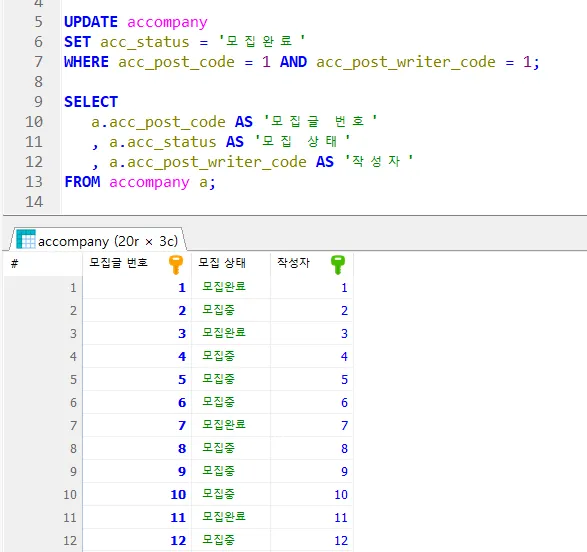 4
5 UPDATE accompany
6 SET acc_status = '모집완료'
7 WHERE acc_post_code = 1 AND acc_post_writer_code = 1;
8
9 SELECT
10 a.acc_post_code AS '모집글 번호'
11 , a.acc_status AS '모집 상태'
12 , a.acc_post_writer_code AS '작성자'
13 FROM accompany a;
14
accompany (20r × 3c)
# 모집글 번호 모집 상태 작성자
1 1 모집완료 1
2 2 모집중 2
3 3 모집완료 3
4 4 모집중 4
5 5 모집중 5
6 6 모집중 6
7 7 모집완료 7
8 8 모집중 8
9 9 모집중 9
10 10 모집중 10
11 11 모집완료 11
12 12 모집중 12